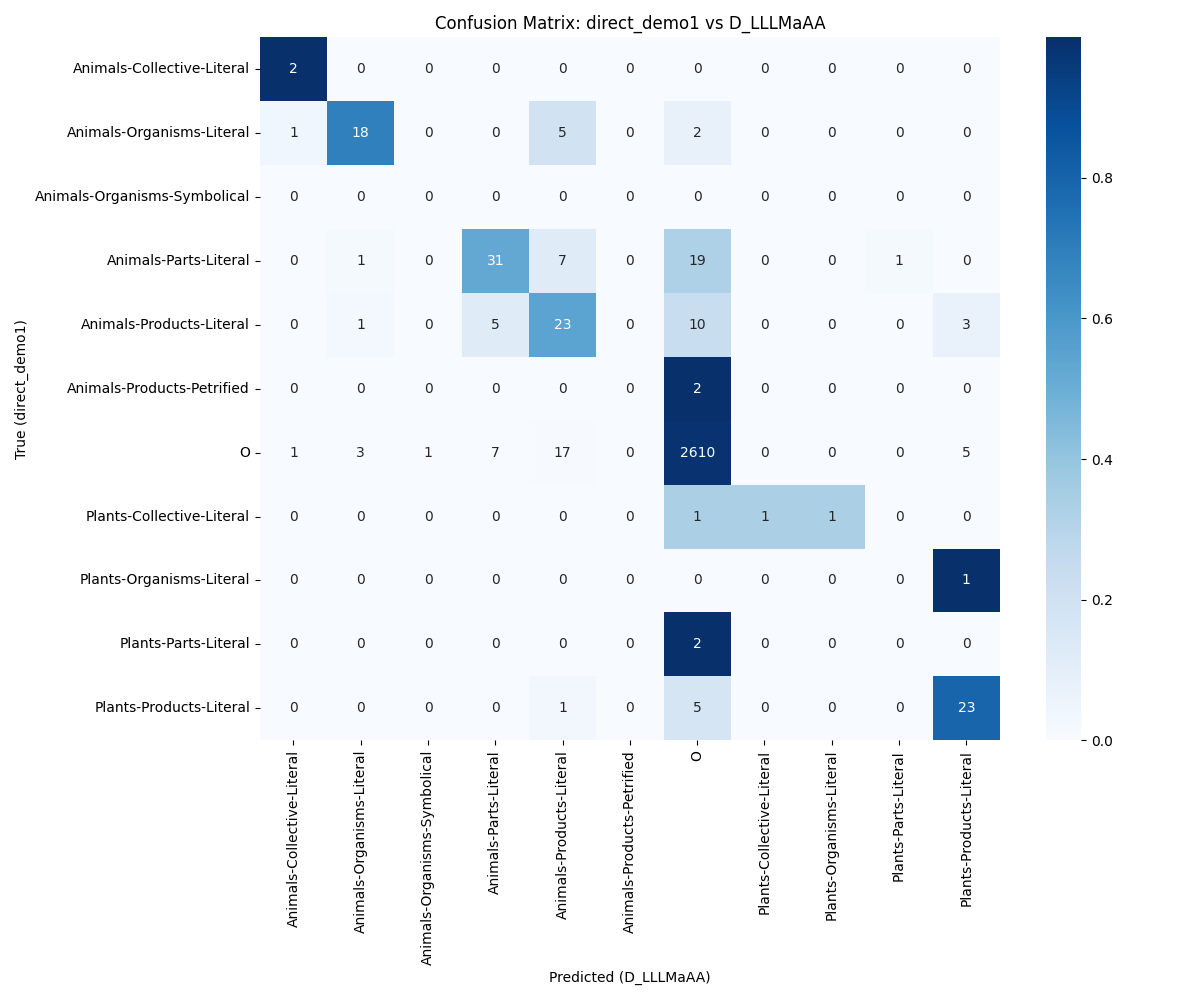 Confusion Matrix: direct_demo1 vs D_LLLMaAA
True (direct_demo1)
Animals-Collective-Literal 2 0 0 0 0 0 0 0 0 0 0
Animals-Organisms-Literal 1 18 0 0 5 0 2 0 0 0 0
Animals-Organisms-Symbolical 0 0 0 0 0 0 0 0 0 0 0
Animals-Parts-Literal 0 1 0 31 7 0 19 0 0 1 0
Animals-Products-Literal 0 1 0 5 23 0 10 0 0 0 3
Animals-Products-Petrified 0 0 0 0 0 0 2 0 0 0 0
O 1 3 1 7 17 0 2610 0 0 0 5
Plants-Collective-Literal 0 0 0 0 0 0 1 1 1 0 0
Plants-Organisms-Literal 0 0 0 0 0 0 0 0 0 0 1
Plants-Parts-Literal 0 0 0 0 0 0 2 0 0 0 0
Plants-Products-Literal 0 0 0 0 1 0 5 0 0 0 23
Animals-Collective-Literal
Animals-Organisms-Literal
Animals-Organisms-Symbolical
Animals-Parts-Literal
Animals-Products-Literal
Animals-Products-Petrified
O
Plants-Collective-Literal
Plants-Organisms-Literal
Plants-Parts-Literal
Plants-Products-Literal
Predicted (D_LLLMaAA)
0.8
0.6
0.4
0.2
0.0